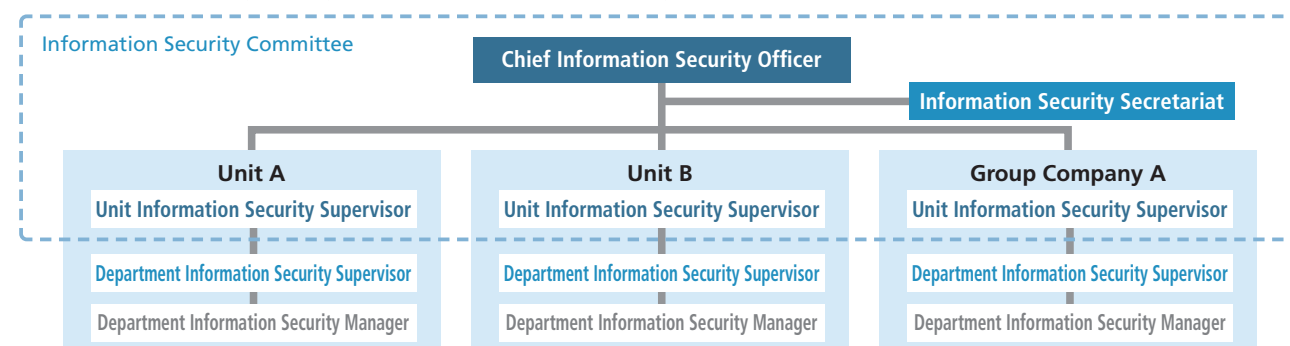 Information Security Committee
Chief Information Security Officer
Information Security Secretariat
Unit A
Unit Information Security Supervisor
Department Information Security Supervisor
Department Information Security Manager
Unit B
Unit Information Security Supervisor
Department Information Security Supervisor
Department Information Security Manager
Group Company A
Unit Information Security Supervisor
Department Information Security Supervisor
Department Information Security Manager